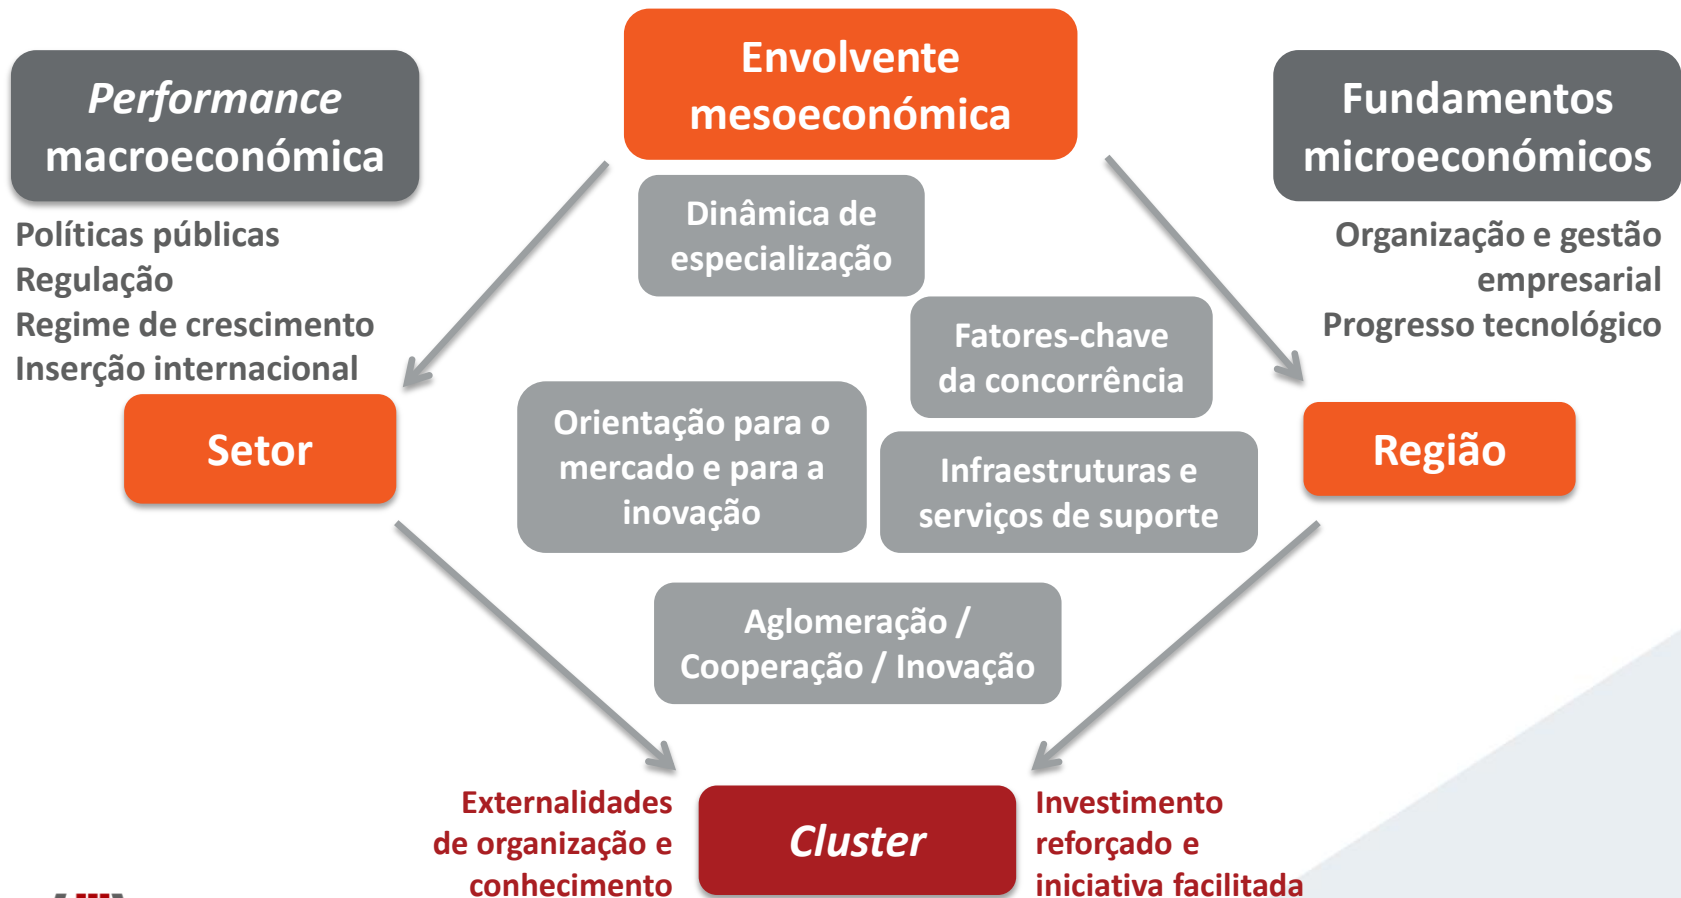 Performance
macroeconómica
Envolvente
mesoeconómica
Fundamentos
microeconómicos
Políticas públicas
Regulação
Regime de crescimento
Inserção internacional
Dinâmica de
especialização
Organização e gestão
empresarial
Progresso tecnológico
Fatores-chave
da concorrência
Setor
Orientação para o
mercado e para a
inovação
Infraestruturas e
serviços de suporte
Região
Aglomeração /
Cooperação / Inovação
Externalidades
de organização e
conhecimento
Cluster
Investimento
reforçado e
iniciativa facilitada